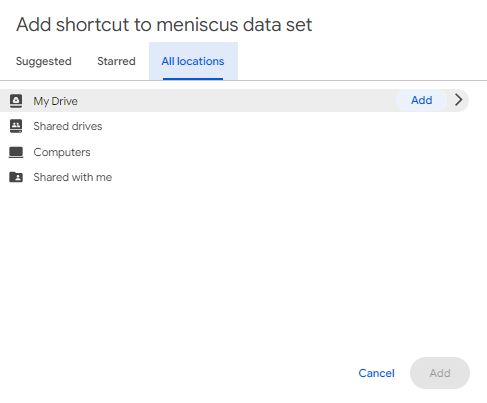 Add shortcut to meniscus data set
Suggested Starred All locations
My Drive Add
Shared drives
Computers
Shared with me
Cancel Add